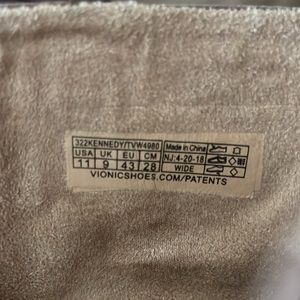 322KENNEDY/TVW4980 Made in China
USA UK EU CM NJ:4-20-18
11 9 43 28 WIDE
VIONICSHOES.COM/PATENTS